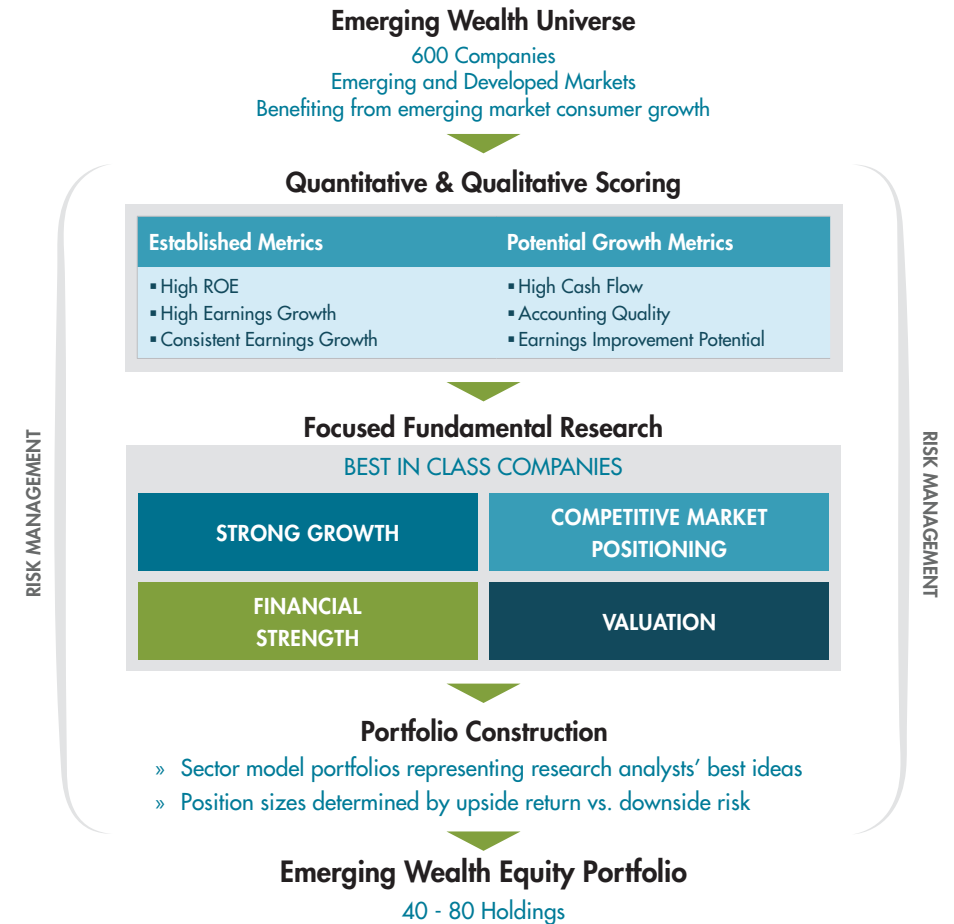 Emerging Wealth Universe
600 Companies
Emerging and Developed Markets
Benefiting from emerging market consumer growth
Quantitative & Qualitative Scoring
Established Metrics
▪ High ROE
▪ High Earnings Growth
▪ Consistent Earnings Growth
Potential Growth Metrics
▪ High Cash Flow
▪ Accounting Quality
▪ Earnings Improvement Potential
RISK MANAGEMENT
RISK MANAGEMENT
Focused Fundamental Research
BEST IN CLASS COMPANIES
STRONG GROWTH
COMPETITIVE MARKET
POSITIONING
FINANCIAL
STRENGTH
VALUATION
Portfolio Construction
» Sector model portfolios representing research analysts’ best ideas
» Position sizes determined by upside return vs. downside risk
Emerging Wealth Equity Portfolio
40 - 80 Holdings